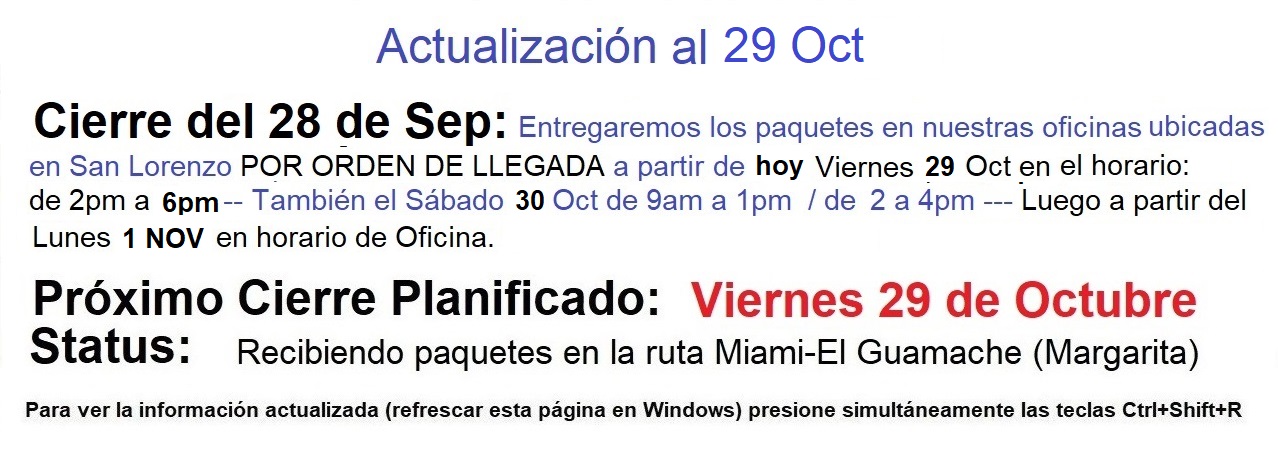 Actualización al 29 Oct
Cierre del 28 de Sep: Entregaremos los paquetes en nuestras oficinas ubicadas
en San Lorenzo POR ORDEN DE LLEGADA a partir de hoy Viernes 29 Oct en el horario:
de 2pm a 6pm -- También el Sábado 30 Oct de 9am a 1pm / de 2 a 4pm --- Luego a partir del
Lunes 1 NOV en horario de Oficina.
Próximo Cierre Planificado: Viernes 29 de Octubre
Status: Recibiendo paquetes en la ruta Miami-El Guamache (Margarita)
Para ver la información actualizada (refrescar esta página en Windows) presione simultáneamente las teclas Ctrl+Shift+R